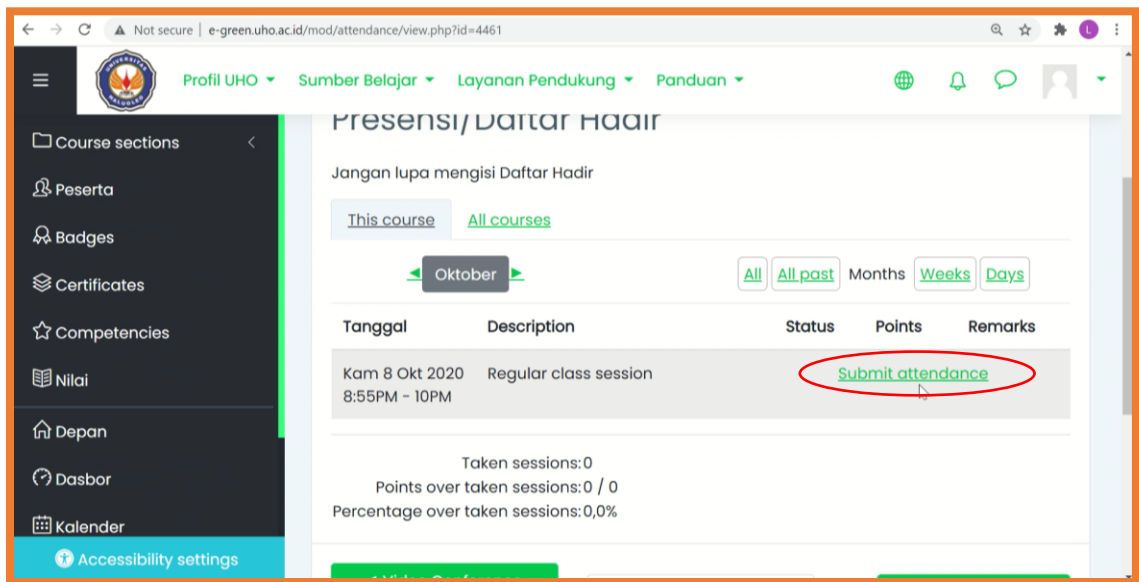 Not secure | e-green.uho.ac.id/mod/attendance/view.php?id=4461
L
Profil UHO Sumber Belajar Layanan Pendukung Panduan
Course sections
Peserta
Badges
Certificates
Competencies
Nilai
Depan
Dasbor
Kalender
Accessibility settings
Presensi/Daftar Hadir
Jangan lupa mengisi Daftar Hadir
This course All courses
Oktober All All past Months Weeks Days
Tanggal Description Status Points Remarks
Kam 8 Okt 2020 Regular class session Submit attendance
8:55PM - 10PM
Taken sessions:0
Points over taken sessions:0 / 0
Percentage over taken sessions:0,0%
Video Conference